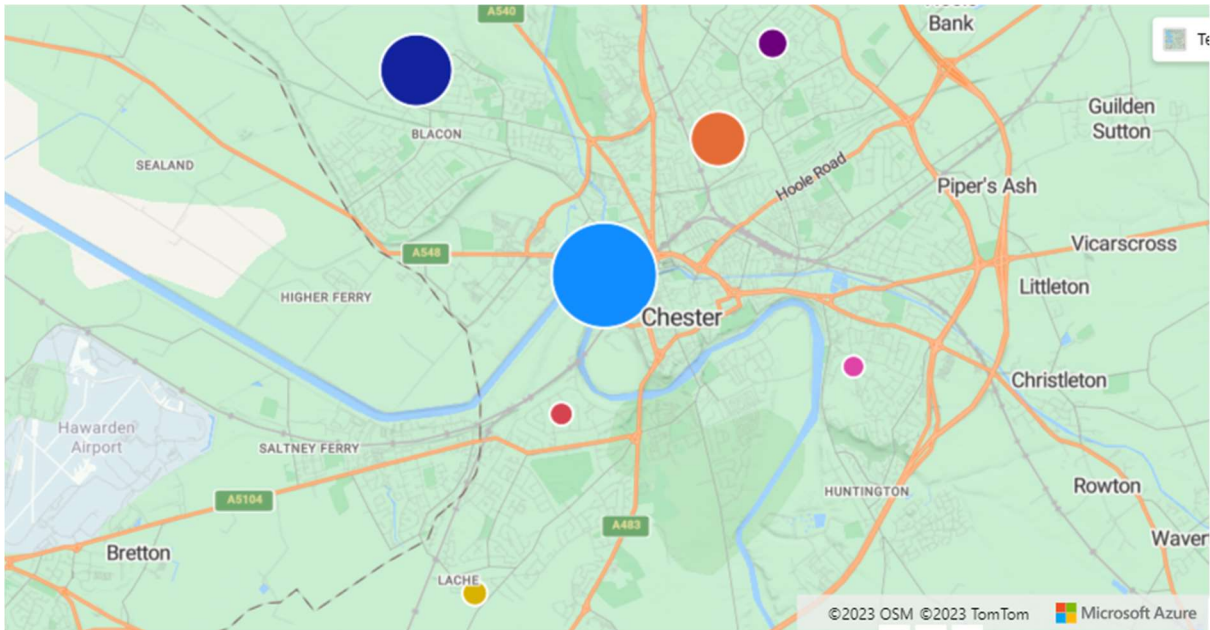 A540
Bank
Guilden
Sutton
BLACON
SEALAND
Hoole Road
Piper's Ash
A548
Vicarscross
HIGHER FERRY
Littleton
Chester
Christleton
Hawarden
Airport
SALTNEY FERRY
HUNTINGTON
Rowton
A5104
A483
Bretton
LACHE
©2023 OSM ©2023 TomTom
Microsoft Azure